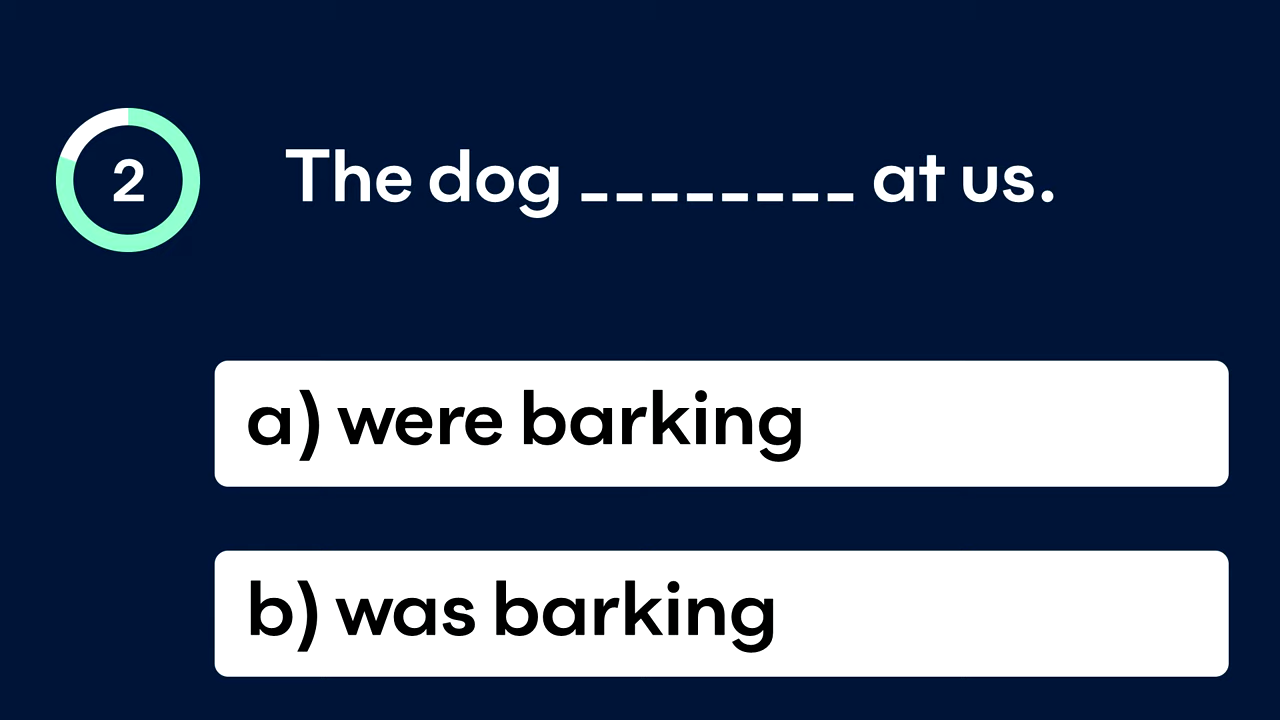 2
The dog ________ at us.
a) were barking
b) was barking